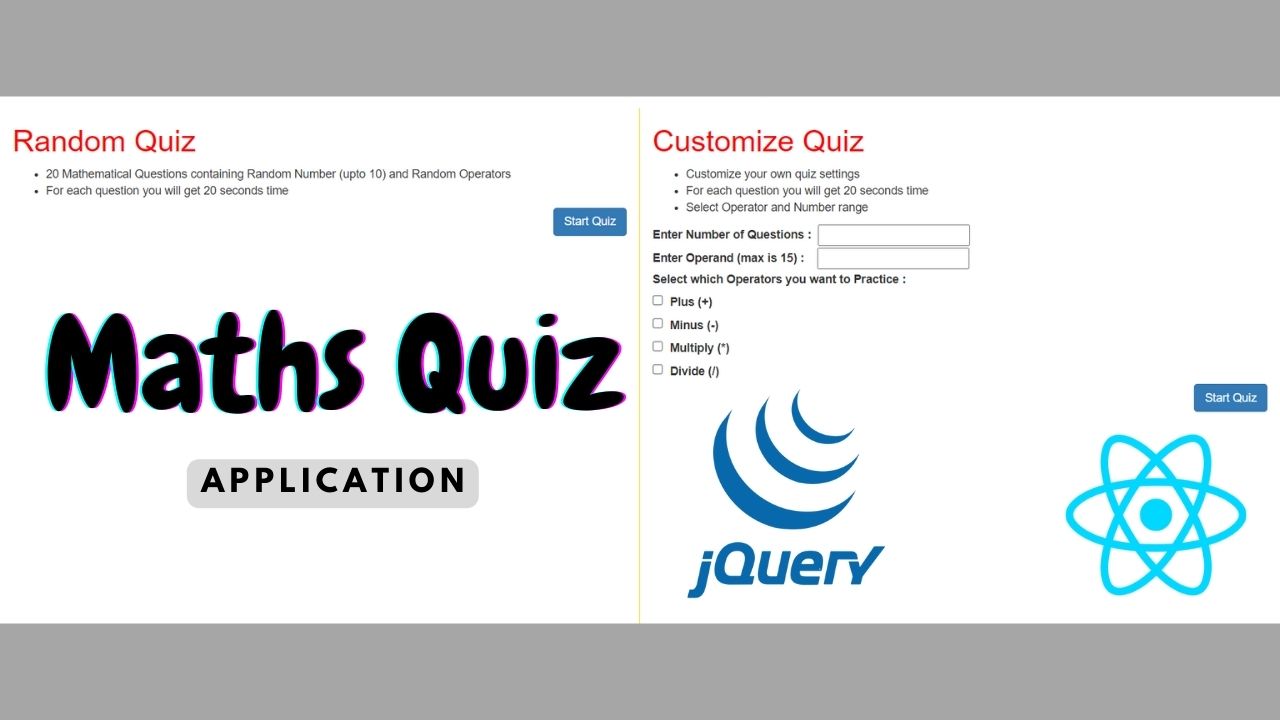 Random Quiz
20 Mathematical Questions containing Random Number (upto 10) and Random Operators
For each question you will get 20 seconds time
Start Quiz
Maths Quiz
APPLICATION
Customize Quiz
Customize your own quiz settings
For each question you will get 20 seconds time
Select Operator and Number range
Enter Number of Questions :
Enter Operand (max is 15) :
Select which Operators you want to Practice :
Plus (+)
Minus (-)
Multiply (*)
Divide (/)
Start Quiz
jQuery